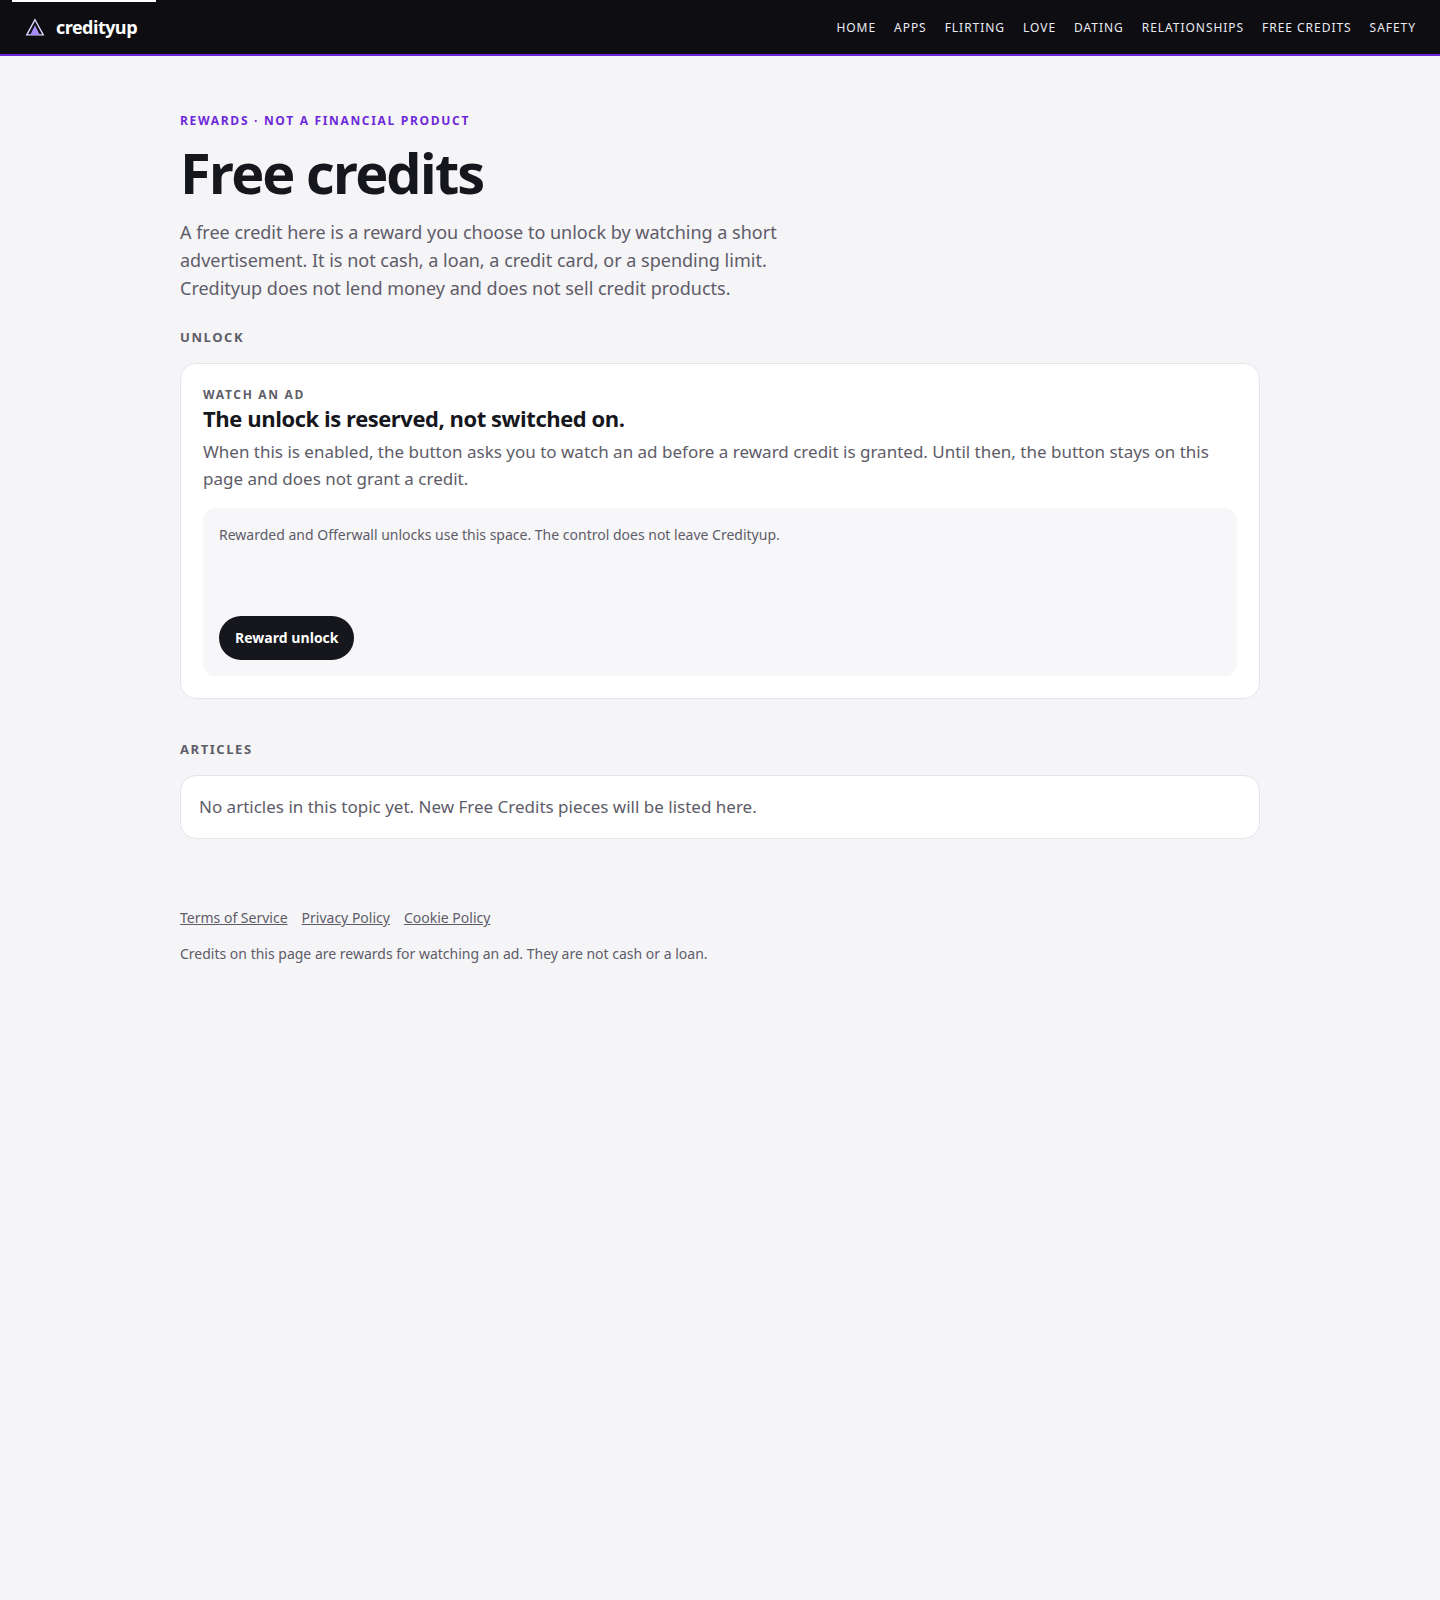 credityup
HOME APPS FLIRTING LOVE DATING RELATIONSHIPS FREE CREDITS SAFETY
REWARDS · NOT A FINANCIAL PRODUCT
Free credits
A free credit here is a reward you choose to unlock by watching a short
advertisement. It is not cash, a loan, a credit card, or a spending limit.
Credityup does not lend money and does not sell credit products.
UNLOCK
WATCH AN AD
The unlock is reserved, not switched on.
When this is enabled, the button asks you to watch an ad before a reward credit is granted. Until then, the button stays on this
page and does not grant a credit.
Rewarded and Offerwall unlocks use this space. The control does not leave Credityup.
Reward unlock
ARTICLES
No articles in this topic yet. New Free Credits pieces will be listed here.
Terms of Service Privacy Policy Cookie Policy
Credits on this page are rewards for watching an ad. They are not cash or a loan.